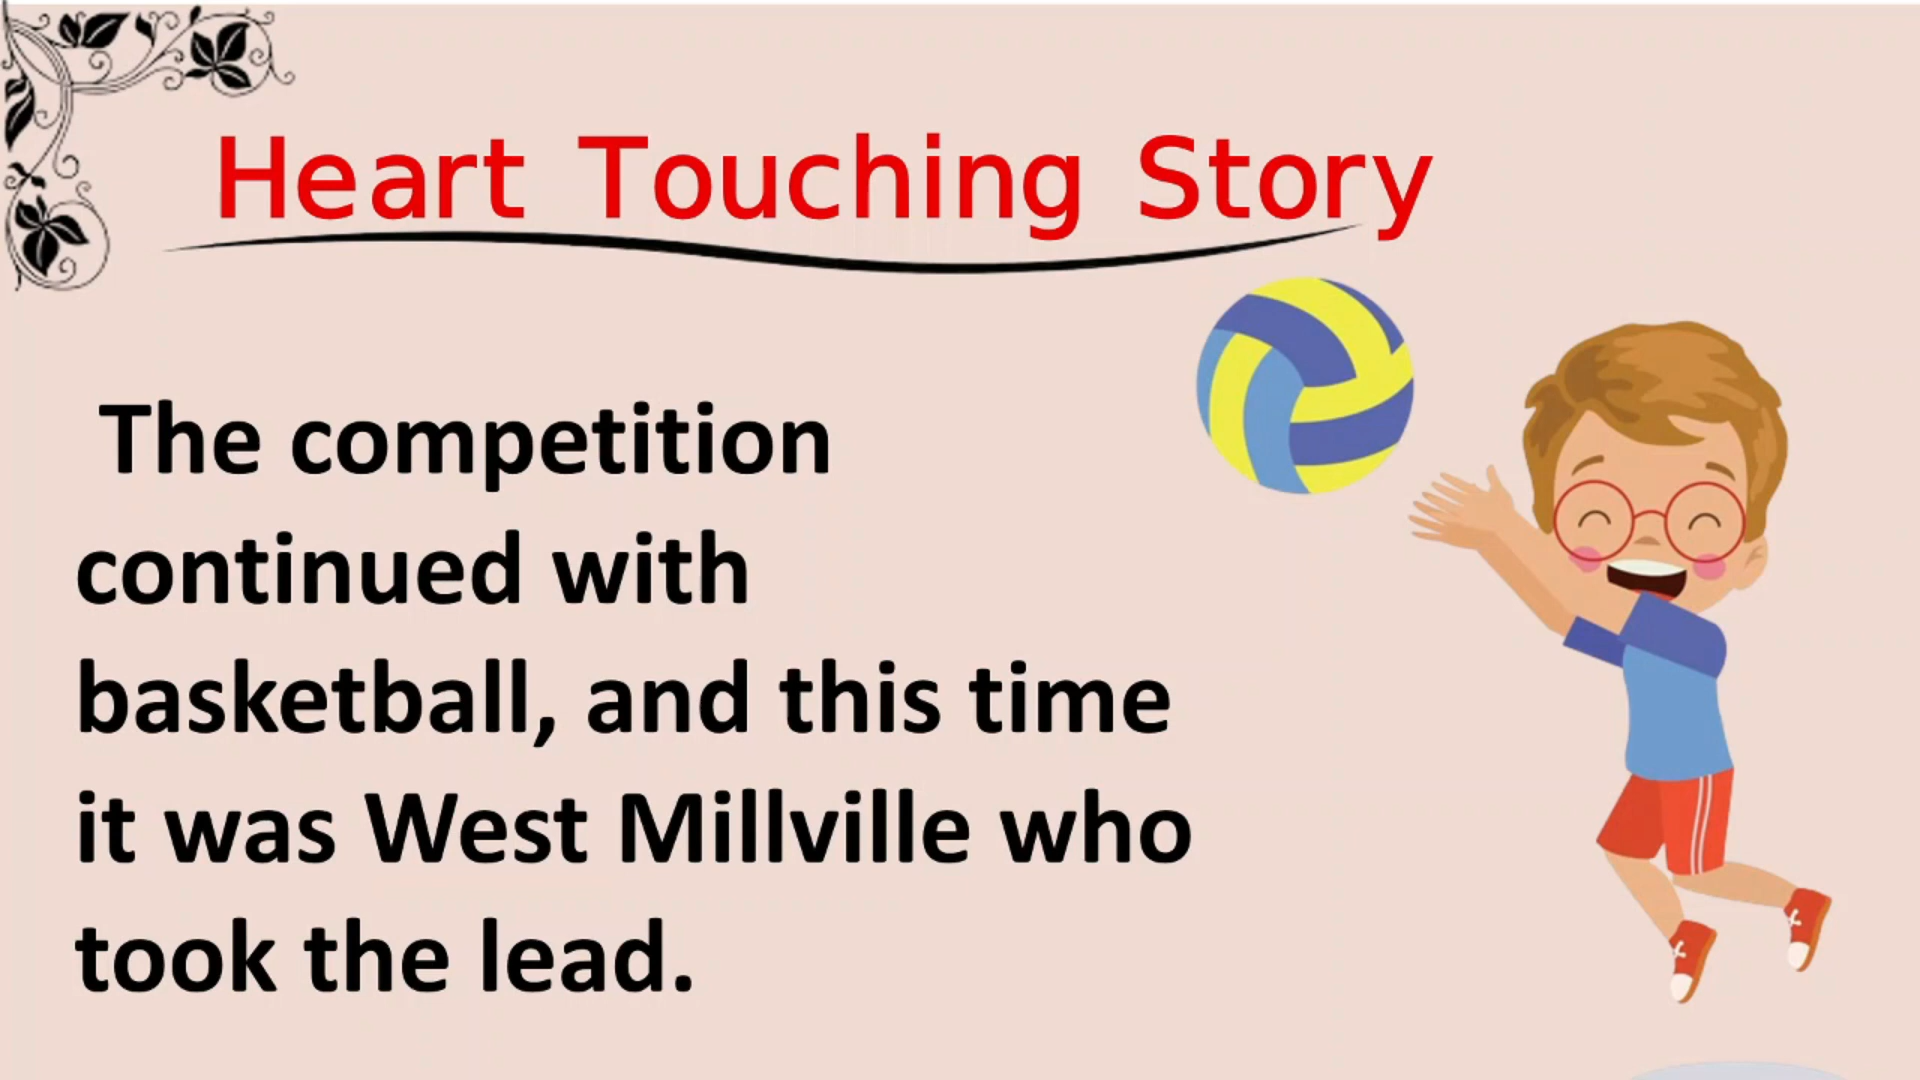 Heart Touching Story
The competition
continued with
basketball, and this time
it was West Millville who
took the lead.